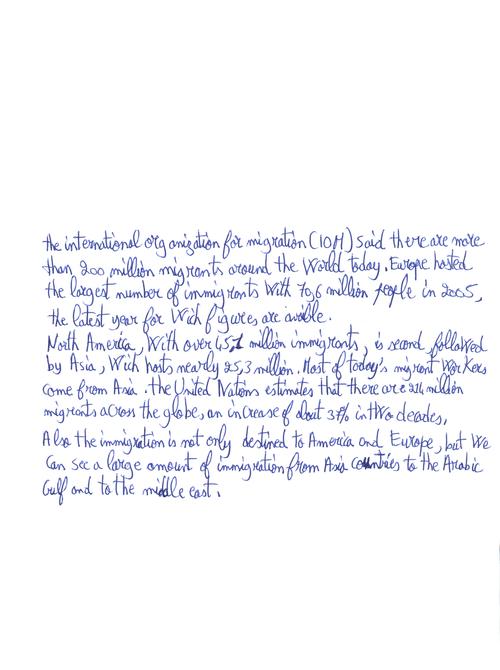 the international organization for migration (IOM) said there are more
than 200 million migrants around the World today. Europe hosted
the largest number of immigrants with 70,6 million people in 2005,
the latest year for Wich figures are avaible.
North America, With over 45,1 million immigrants, is second followed
by Asia, Wich hosts nearly 25,3 million. Most of today's migrant workers
come from Asia. the United Nations estimates that there are 214 million
migrants across the globe, an increase of about 37% in tWo decades,
Also the immigration is not only destined to America and Europe, but We
Can see a large amount of immigration from Asia countries to the Arabic
Gulf and to the middle east.